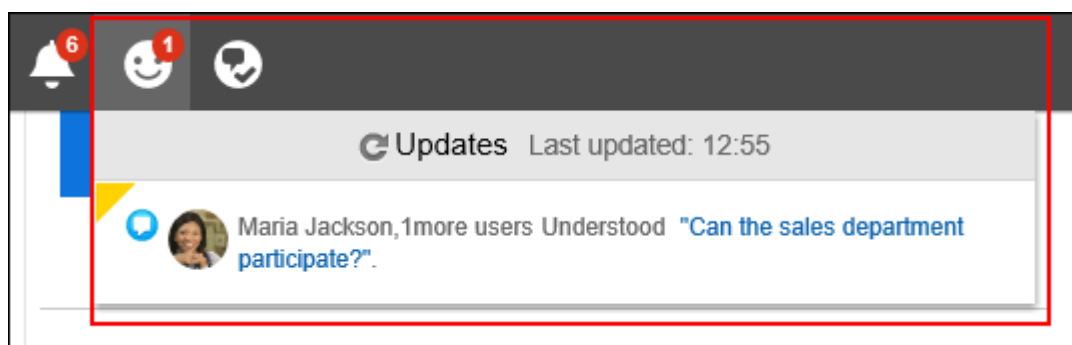 6
1
Updates Last updated: 12:55
Maria Jackson,1more users Understood "Can the sales department
participate?".